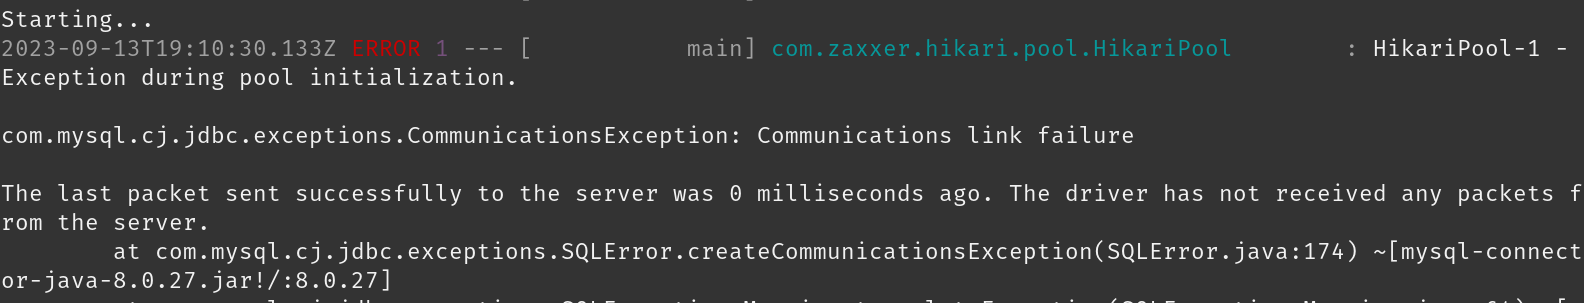 Starting...
2023-09-13T19:10:30.133Z ERROR 1 --- [           main] com.zaxxer.hikari.pool.HikariPool        : HikariPool-1 -
Exception during pool initialization.
com.mysql.cj.jdbc.exceptions.CommunicationsException: Communications link failure
The last packet sent successfully to the server was 0 milliseconds ago. The driver has not received any packets f
rom the server.
        at com.mysql.cj.jdbc.exceptions.SQLError.createCommunicationsException(SQLError.java:174) ~[mysql-connect
or-java-8.0.27.jar!/:8.0.27]